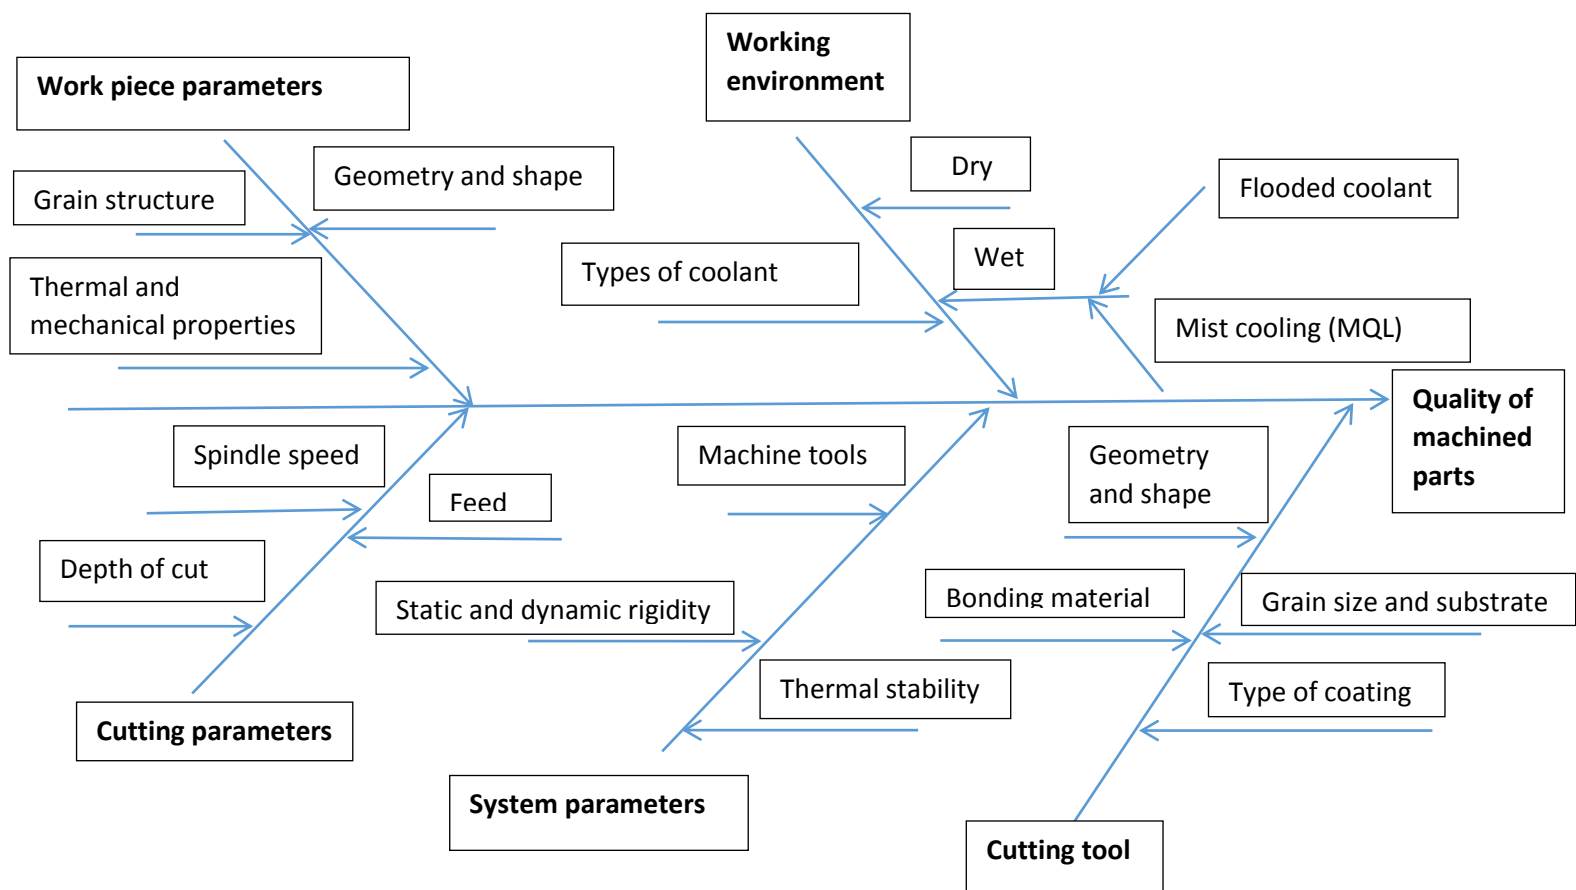 Working
environment
Work piece parameters
Dry
Geometry and shape
Flooded coolant
Grain structure
Wet
Types of coolant
Thermal and
mechanical properties
Mist cooling (MQL)
Quality of
machined
parts
Spindle speed
Machine tools
Geometry
and shape
Feed
Depth of cut
Static and dynamic rigidity
Bonding material
Grain size and substrate
Thermal stability
Type of coating
Cutting parameters
System parameters
Cutting tool